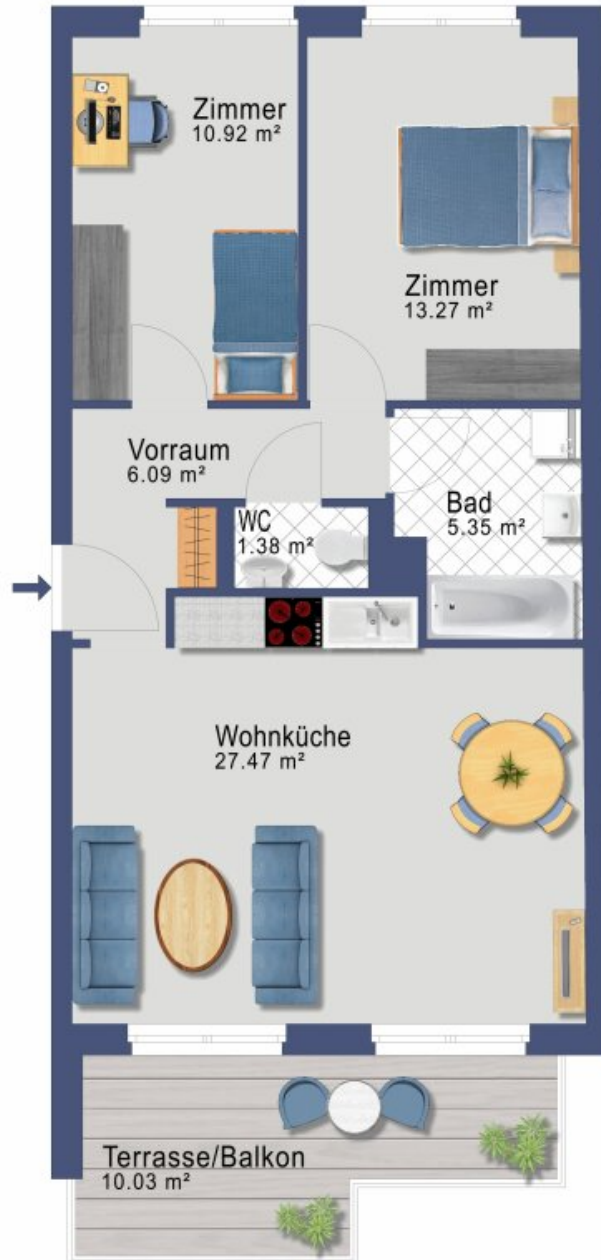 Zimmer
10.92 m²
Zimmer
13.27 m²
Vorraum
6.09 m²
WC
1.38 m²
Bad
5.35 m²
Wohnküche
27.47 m²
Terrasse/Balkon
10.03 m²